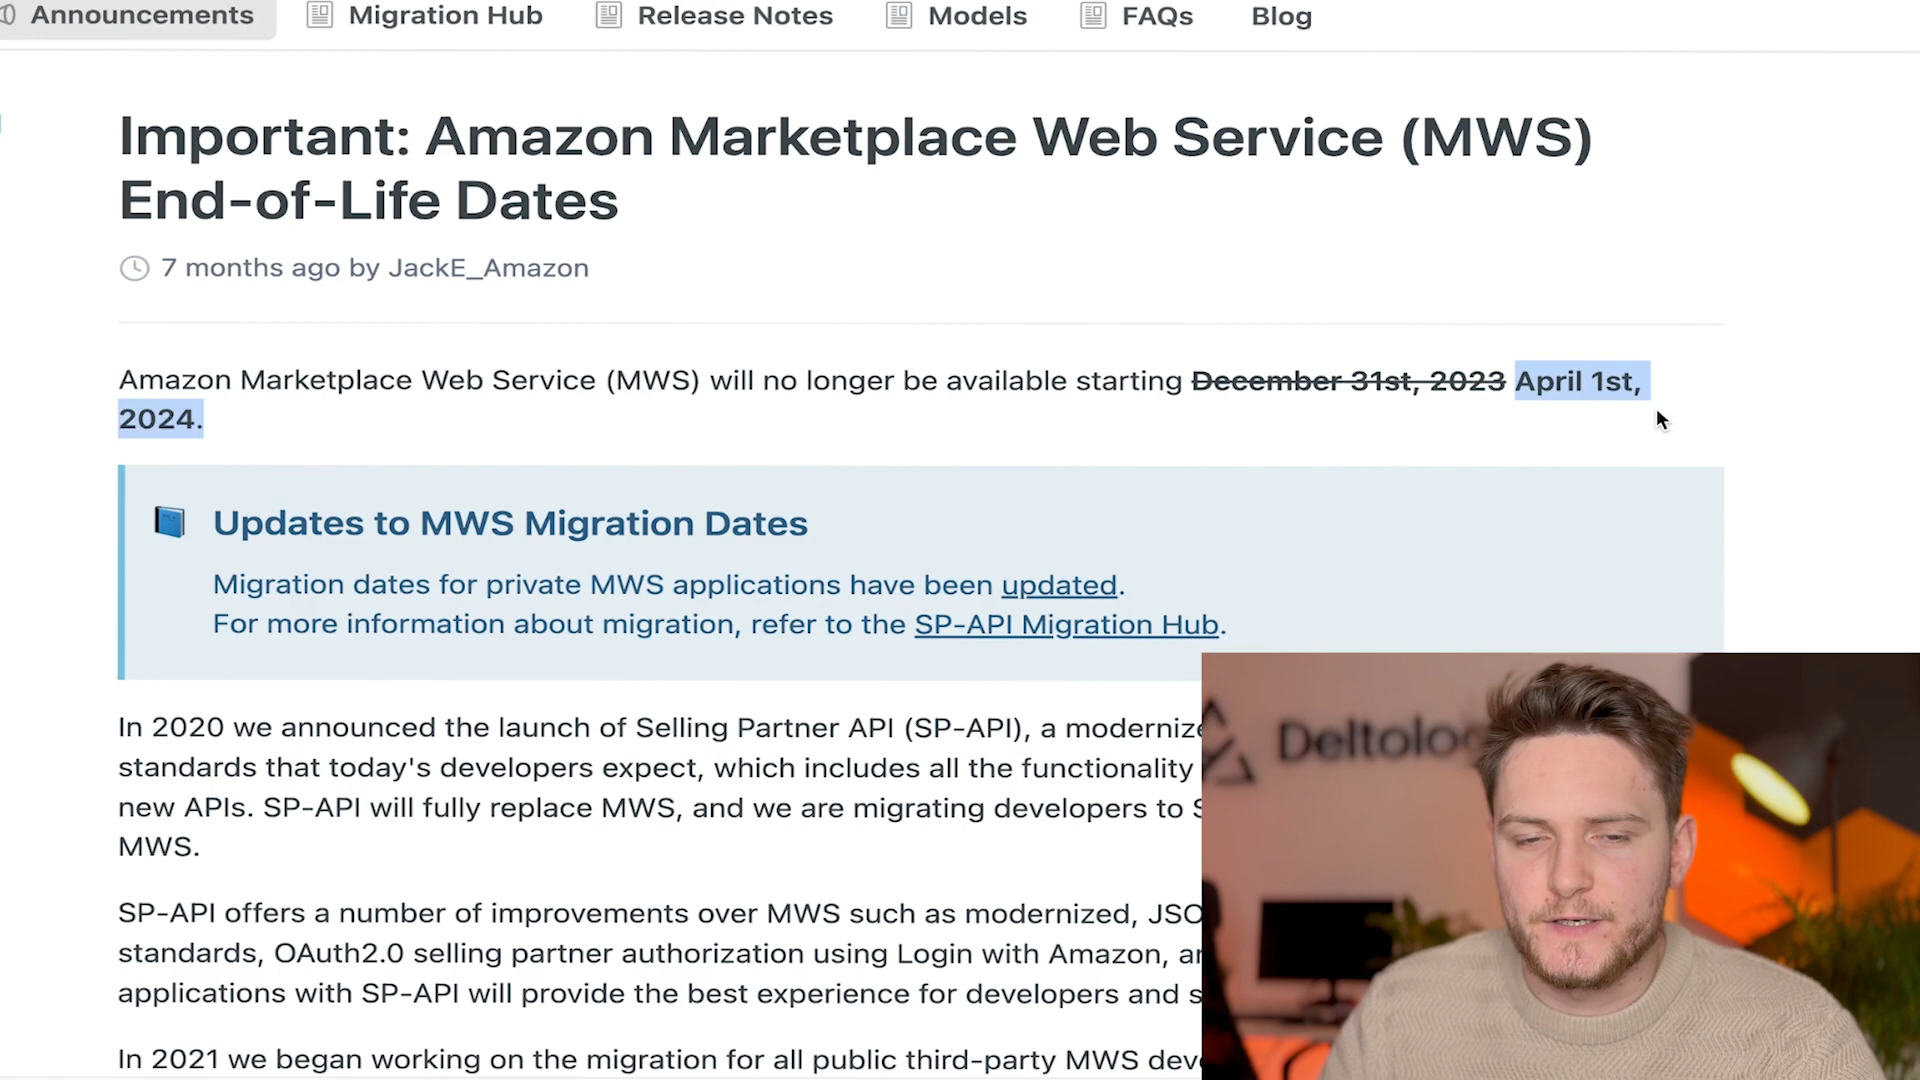 Announcements Migration Hub Release Notes Models FAQs Blog
Important: Amazon Marketplace Web Service (MWS)
End-of-Life Dates
7 months ago by JackE_Amazon
Amazon Marketplace Web Service (MWS) will no longer be available starting December 31st, 2023 April 1st,
2024.
Updates to MWS Migration Dates
Migration dates for private MWS applications have been updated.
For more information about migration, refer to the SP-API Migration Hub.
In 2020 we announced the launch of Selling Partner API (SP-API), a
standards that today's developers expect, which includes all the functionality
new APIs. SP-API will fully replace MWS, and we are migrating developers to
MWS.
SP-API offers a number of improvements over MWS such as modernized,
standards, OAuth2.0 selling partner authorization using Login with Amazon,
applications with SP-API will provide the best experience for developers and
In 2021 we began working on the migration for all public third-party MWS